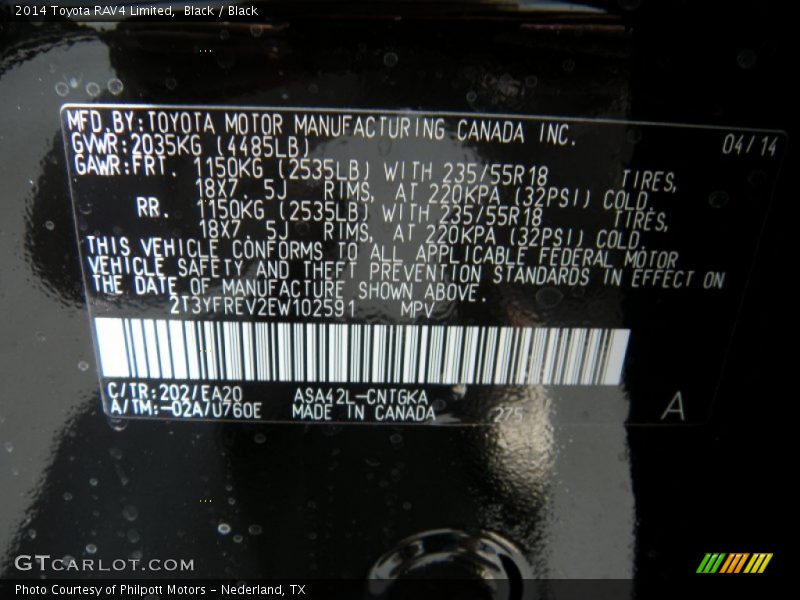 2014 Toyota RAV4 Limited,  Black / Black
MFD.BY:TOYOTA MOTOR MANUFACTURING CANADA INC.
04/14
GVWR:2035KG (4485LB)
GAWR:FRT. 1150KG (2535LB) WITH 235/55R18 TIRES,
18X7. 5J RIMS, AT 220KPA (32PSI) COLD.
RR. 1150KG (2535LB) WITH 235/55R18 TIRES,
18X7. 5J RIMS, AT 220KPA (32PSI) COLD.
THIS VEHICLE CONFORMS TO ALL APPLICABLE FEDERAL MOTOR
VEHICLE SAFETY AND THEFT PREVENTION STANDARDS IN EFFECT ON
THE DATE OF MANUFACTURE SHOWN ABOVE.
2T3YFREV2EW102591 MPV
C/TR:202/EA20 ASA42L-CNTGKA
A/TM:-02A/U760E MADE IN CANADA 275 A
GTCARLOT.COM
Photo Courtesy of Philpott Motors - Nederland, TX